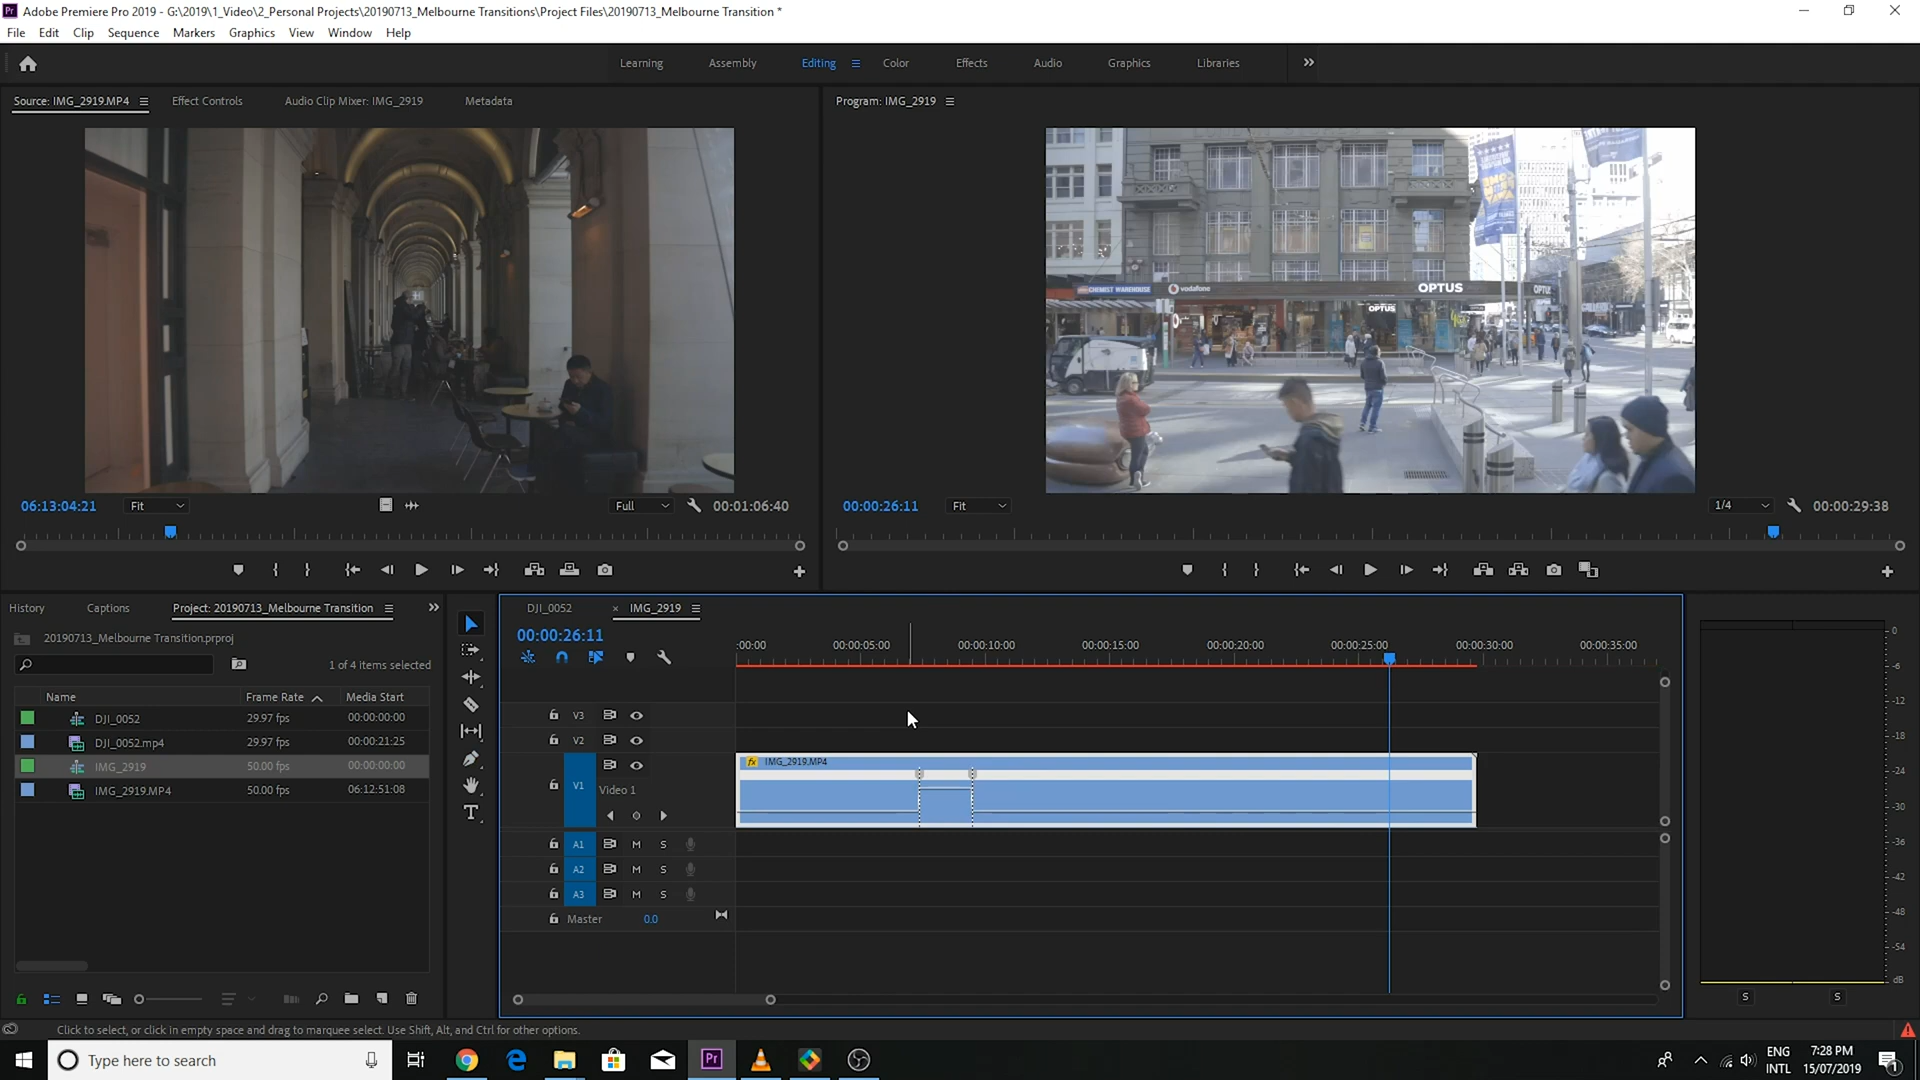 Adobe Premiere Pro 2019 - G:\2019\1_Video\2_Personal Projects\20190713_Melbourne Transitions\Project Files\20190713_Melbourne Transition *
File Edit Clip Sequence Markers Graphics View Window Help
Learning Assembly Editing Color Effects Audio Graphics Libraries
Source: IMG_2919.MP4 Effect Controls Audio Clip Mixer: IMG_2919 Metadata
Program: IMG_2919
CHEMIST WAREHOUSE vodafone OPTUS
OPTUS
06:13:04:21 Fit Full 00:01:06:40
00:00:26:11 Fit 1/4 00:00:29:38
History Captions Project: 20190713_Melbourne Transition
20190713_Melbourne Transition.prproj
1 of 4 items selected
Name Frame Rate Media Start
DJI_0052 29.97 fps 00:00:00:00
DJI_0052.mp4 29.97 fps 00:00:21:25
IMG_2919 50.00 fps 00:00:00:00
IMG_2919.MP4 50.00 fps 06:12:51:08
DJI_0052 × IMG_2919
00:00:26:11
:00:00 00:00:05:00 00:00:10:00 00:00:15:00 00:00:20:00 00:00:25:00 00:00:30:00 00:00:35:00
V3
V2
fx IMG_2919.MP4
V1 Video 1
A1 M S
A2 M S
A3 M S
Master 0.0
0
-6
-12
-18
-24
-30
-36
-42
-48
-54
dB
S S
Click to select, or click in empty space and drag to marquee select. Use Shift, Alt, and Ctrl for other options.
Type here to search
Pr
ENG
INTL
7:28 PM
15/07/2019
1